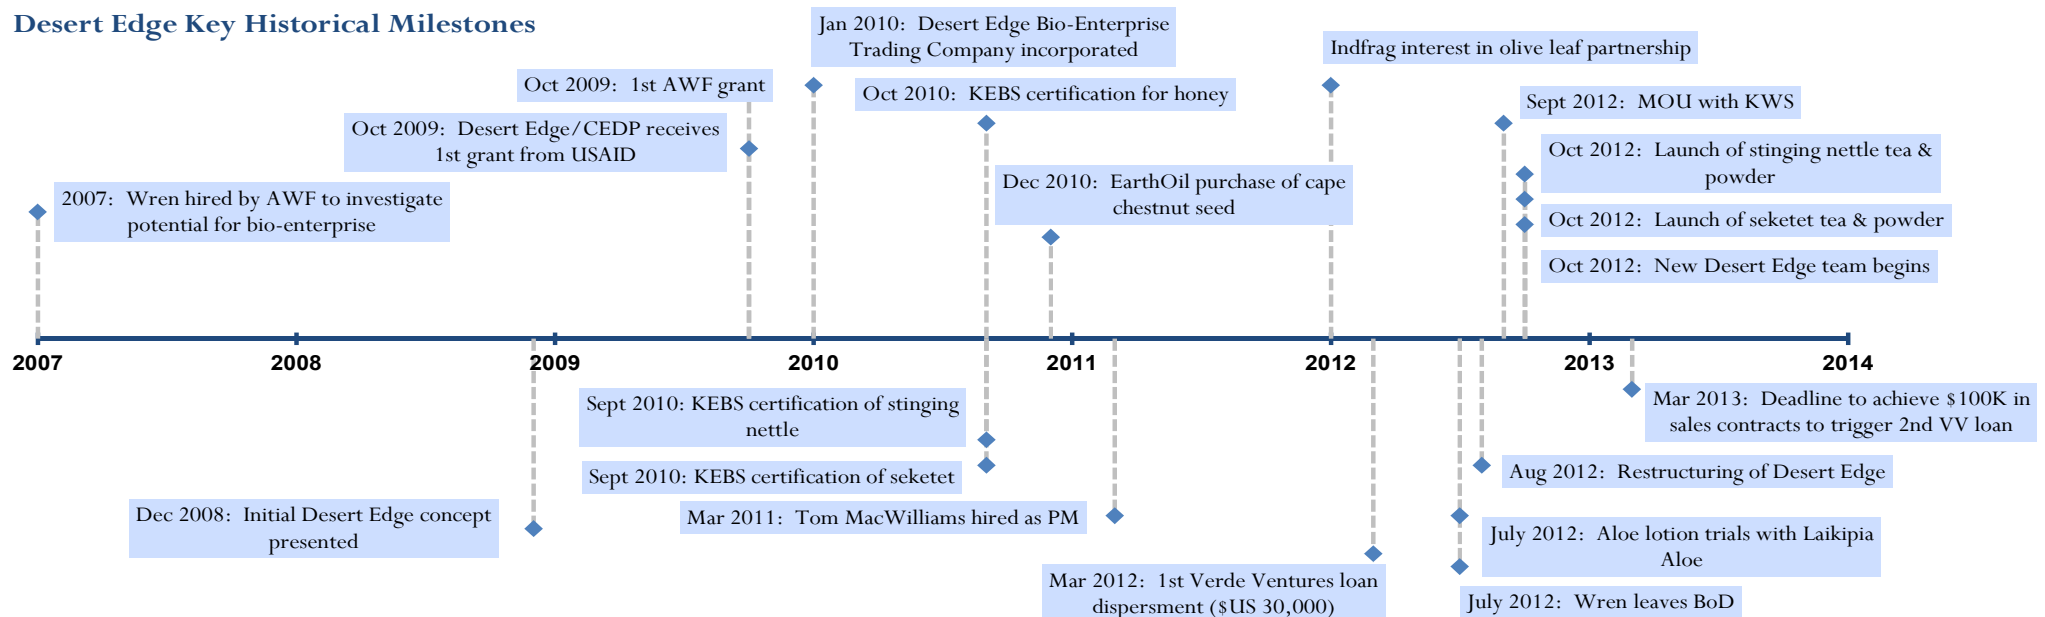 Desert Edge Key Historical Milestones
Jan 2010: Desert Edge Bio-Enterprise
Trading Company incorporated
Indfrag interest in olive leaf partnership
Oct 2009: 1st AWF grant
Oct 2010: KEBS certification for honey
Sept 2012: MOU with KWS
Oct 2009: Desert Edge/CEDP receives
1st grant from USAID
Oct 2012: Launch of stinging nettle tea &
powder
Dec 2010: EarthOil purchase of cape
chestnut seed
2007: Wren hired by AWF to investigate
potential for bio-enterprise
Oct 2012: Launch of seketet tea & powder
Oct 2012: New Desert Edge team begins
2007
2008
2009
2010
2011
2012
2013
2014
Sept 2010: KEBS certification of stinging
nettle
Mar 2013: Deadline to achieve $100K in
sales contracts to trigger 2nd VV loan
Sept 2010: KEBS certification of seketet
Aug 2012: Restructuring of Desert Edge
Dec 2008: Initial Desert Edge concept
presented
Mar 2011: Tom MacWilliams hired as PM
July 2012: Aloe lotion trials with Laikipia
Aloe
Mar 2012: 1st Verde Ventures loan
dispersment ($US 30,000)
July 2012: Wren leaves BoD